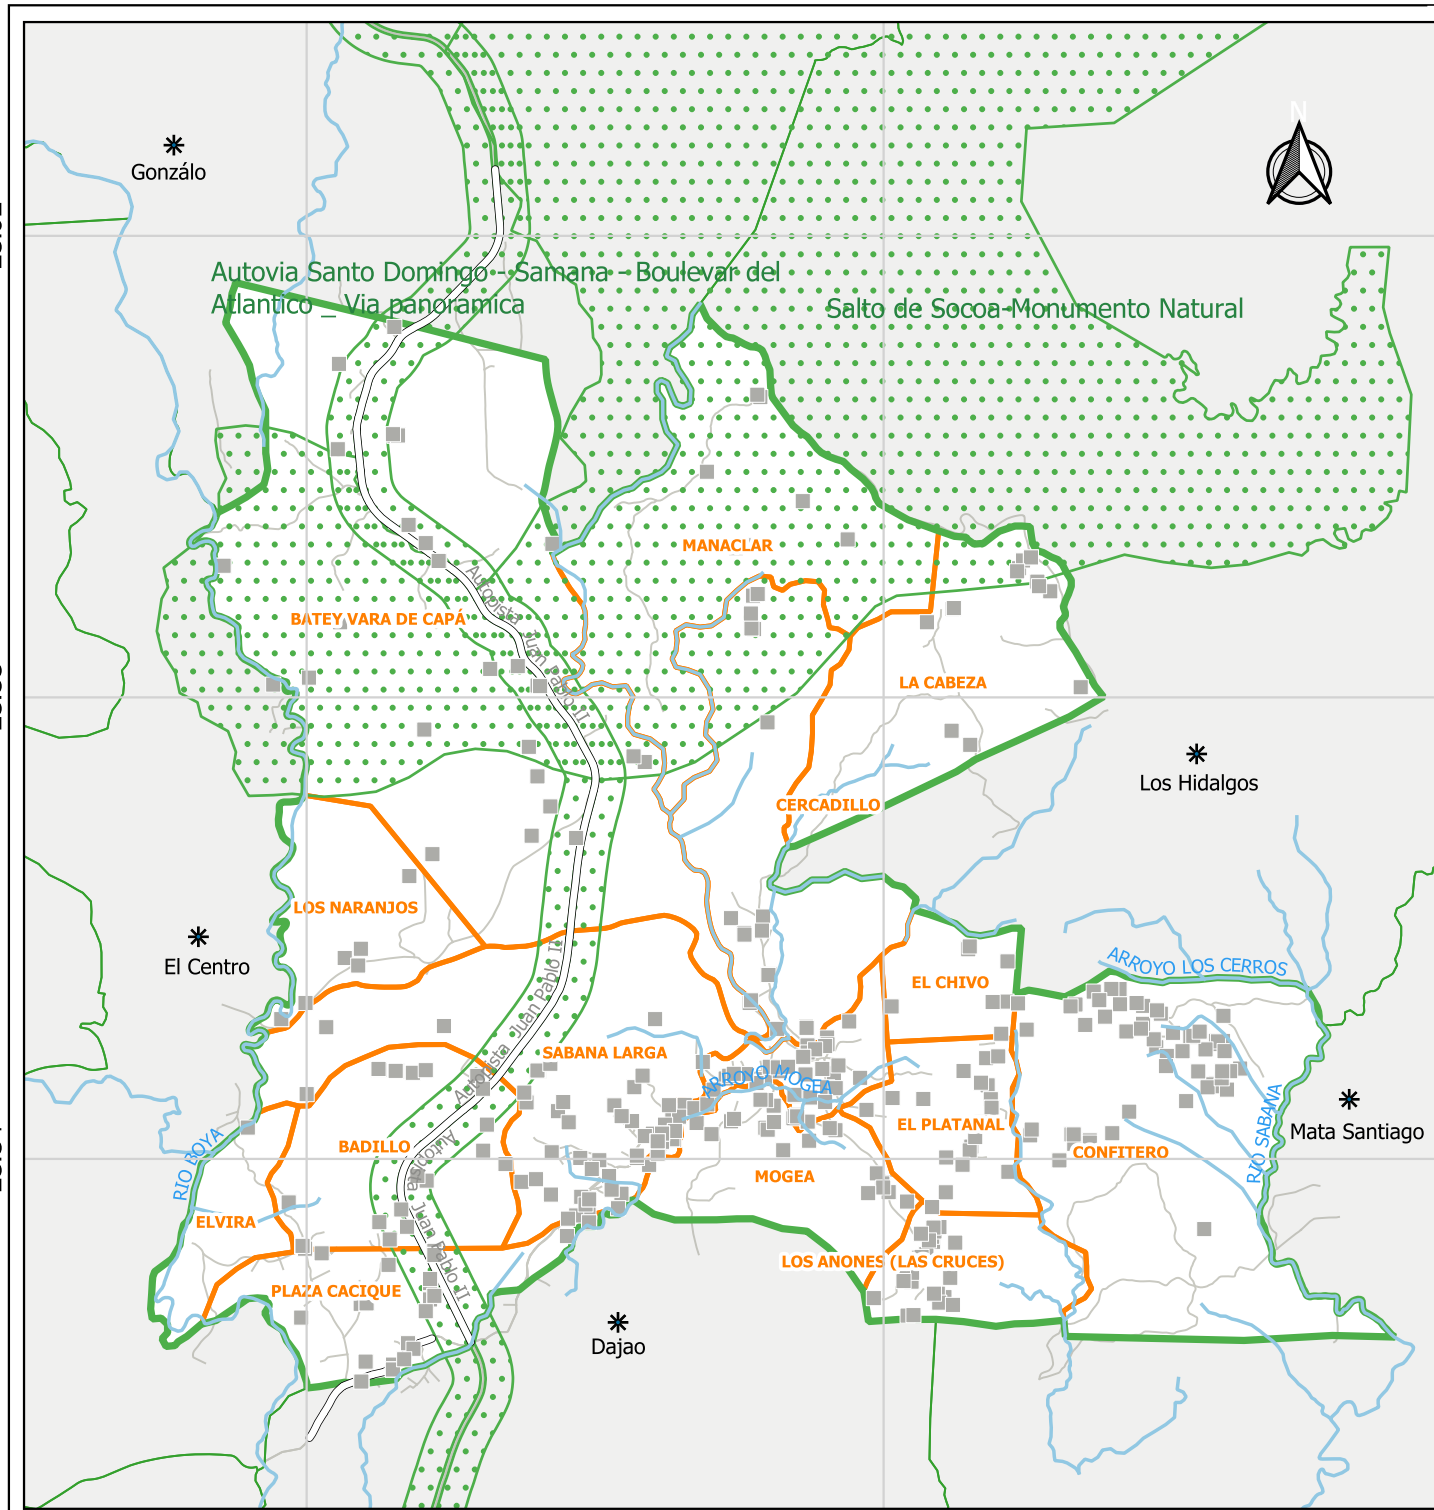 N
Gonzálo
Autovia Santo Domingo - Samana - Boulevar del
Atlantico _ Via panoramica
Salto de Socoa-Monumento Natural
MANACLAR
Autopista Juan Pablo II
BATEY VARA DE CAPÁ
LA CABEZA
Los Hidalgos
CERCADILLO
LOS NARANJOS
El Centro
ARROYO LOS CERROS
EL CHIVO
Autopista Juan Pablo II
SABANA LARGA
ARROYO MOGEA
Mata Santiago
EL PLATANAL
RIO SABANA
BADILLO
CONFITERO
RIO BOYA
MOGEA
Autopista Juan Pablo II
ELVIRA
LOS ANONES (LAS CRUCES)
PLAZA CACIQUE
Dajao